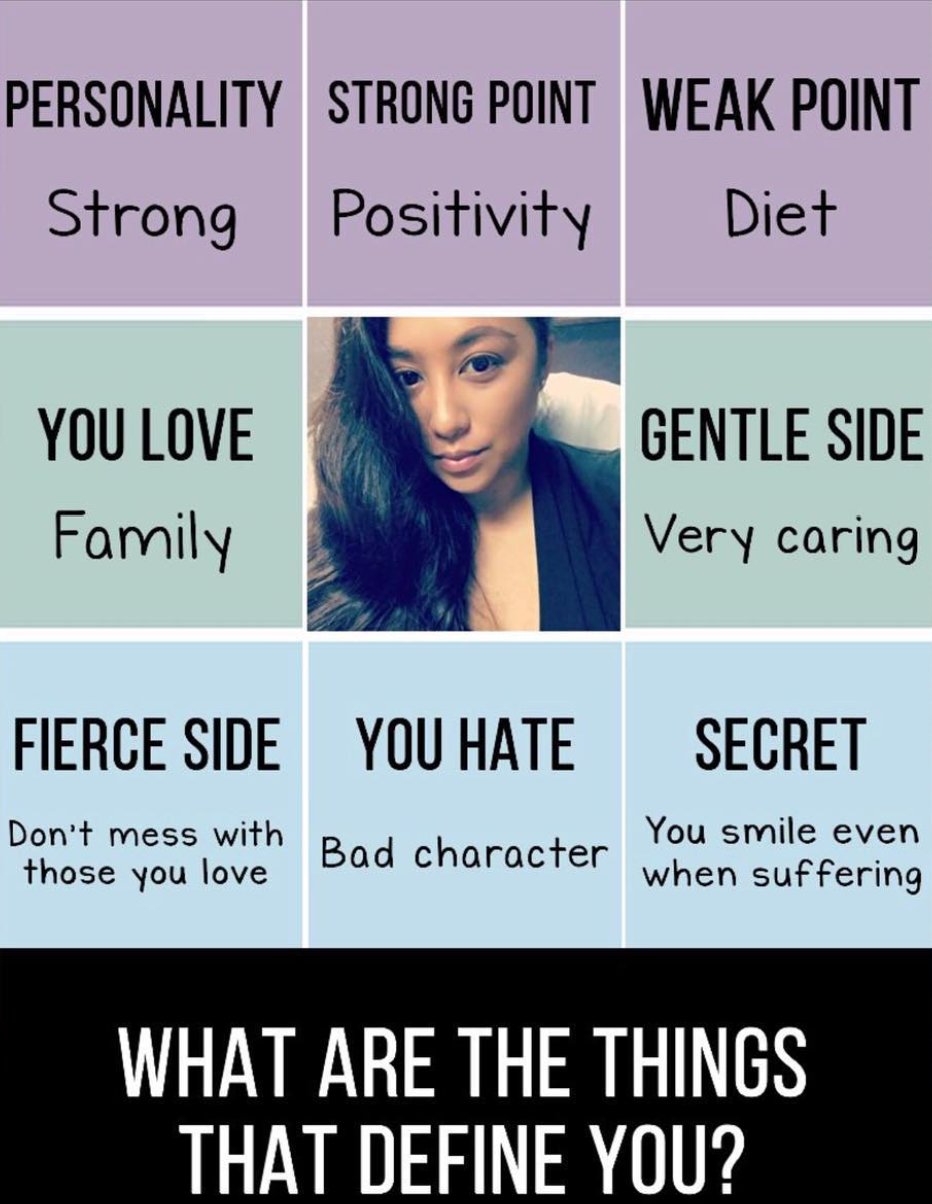 PERSONALITY
Strong
STRONG POINT
Positivity
WEAK POINT
Diet
YOU LOVE
Family
GENTLE SIDE
Very caring
FIERCE SIDE
Don't mess with
those you love
YOU HATE
Bad character
SECRET
You smile even
when suffering
WHAT ARE THE THINGS
THAT DEFINE YOU?